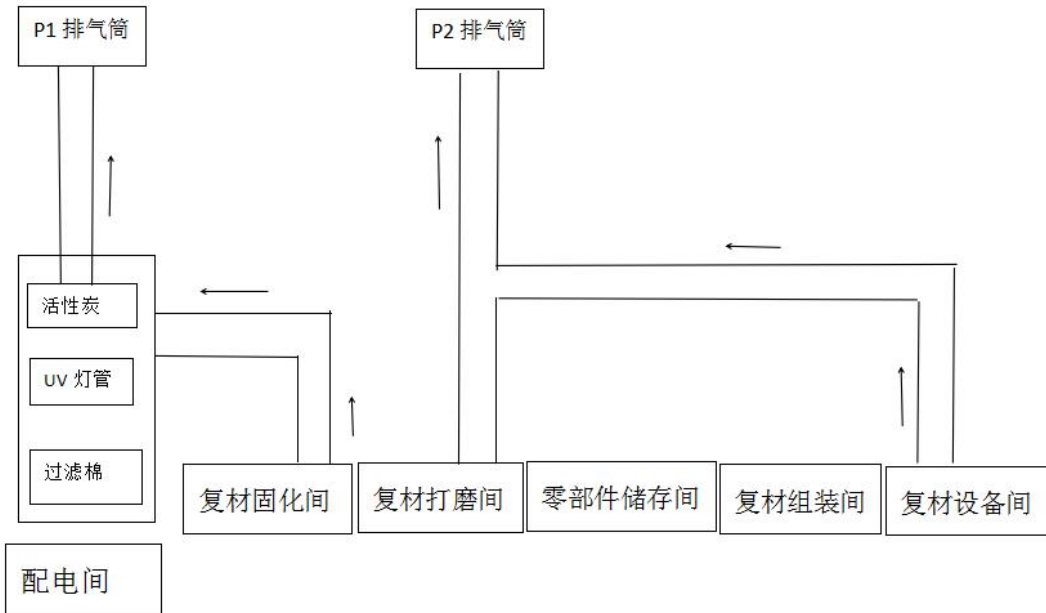 P1 排气筒
P2 排气筒
活性炭
UV 灯管
过滤棉
复材固化间
复材打磨间
零部件储存间
复材组装间
复材设备间
配电间